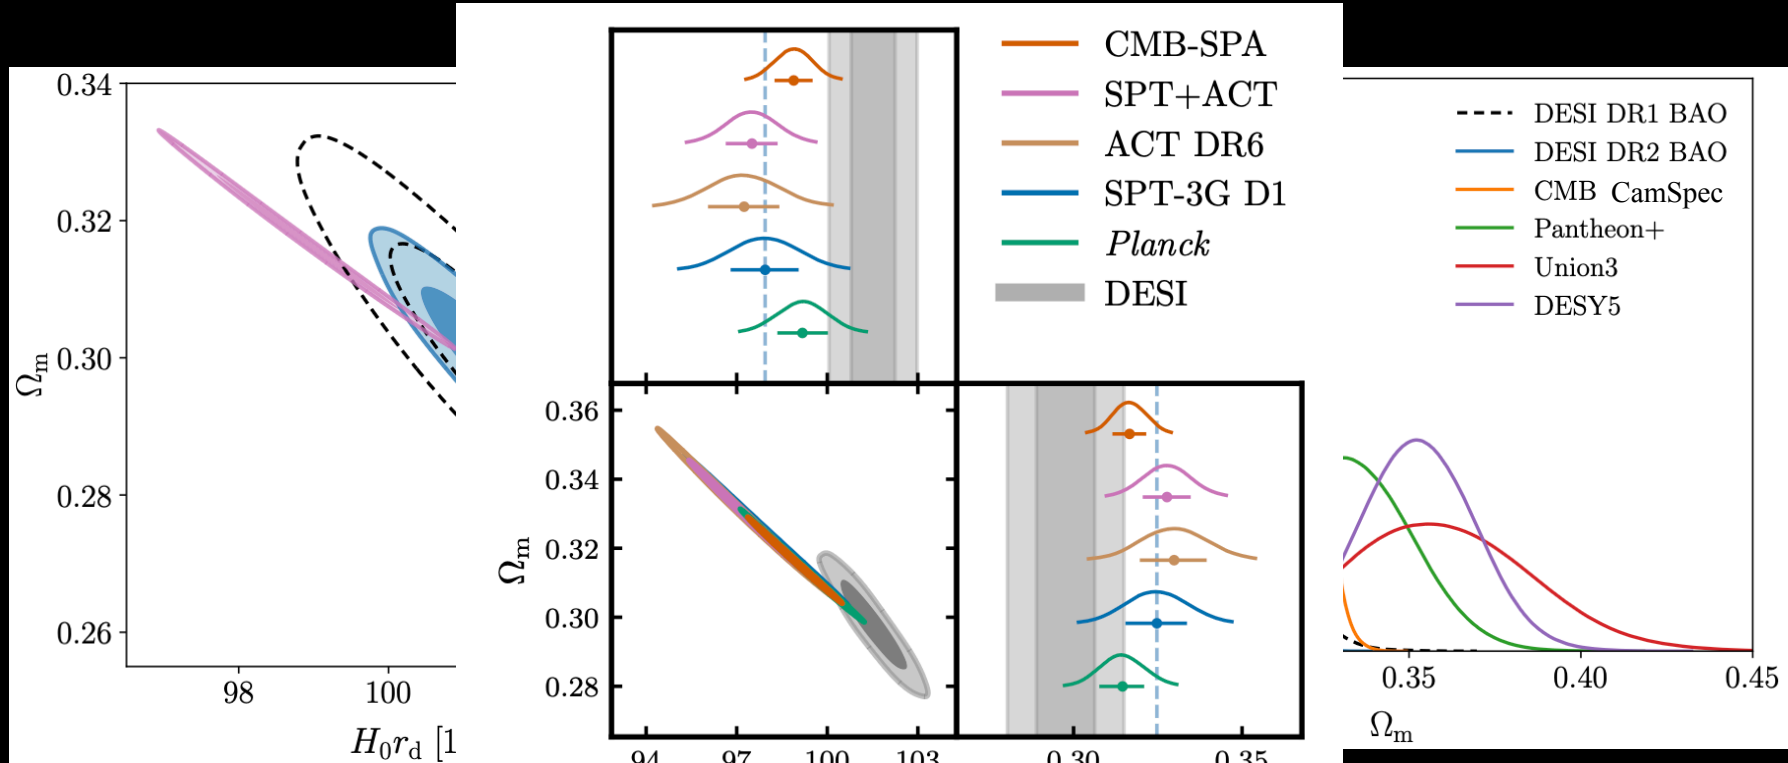 0.34
0.32
0.30
0.28
0.26
Ωm
98
100
H0rd [1
CMB-SPA
SPT+ACT
ACT DR6
SPT-3G D1
Planck
DESI
0.36
0.34
0.32
0.30
0.28
Ωm
94
97
100
103
0.30
0.35
DESI DR1 BAO
DESI DR2 BAO
CMB CamSpec
Pantheon+
Union3
DESY5
0.35
0.40
0.45
Ωm